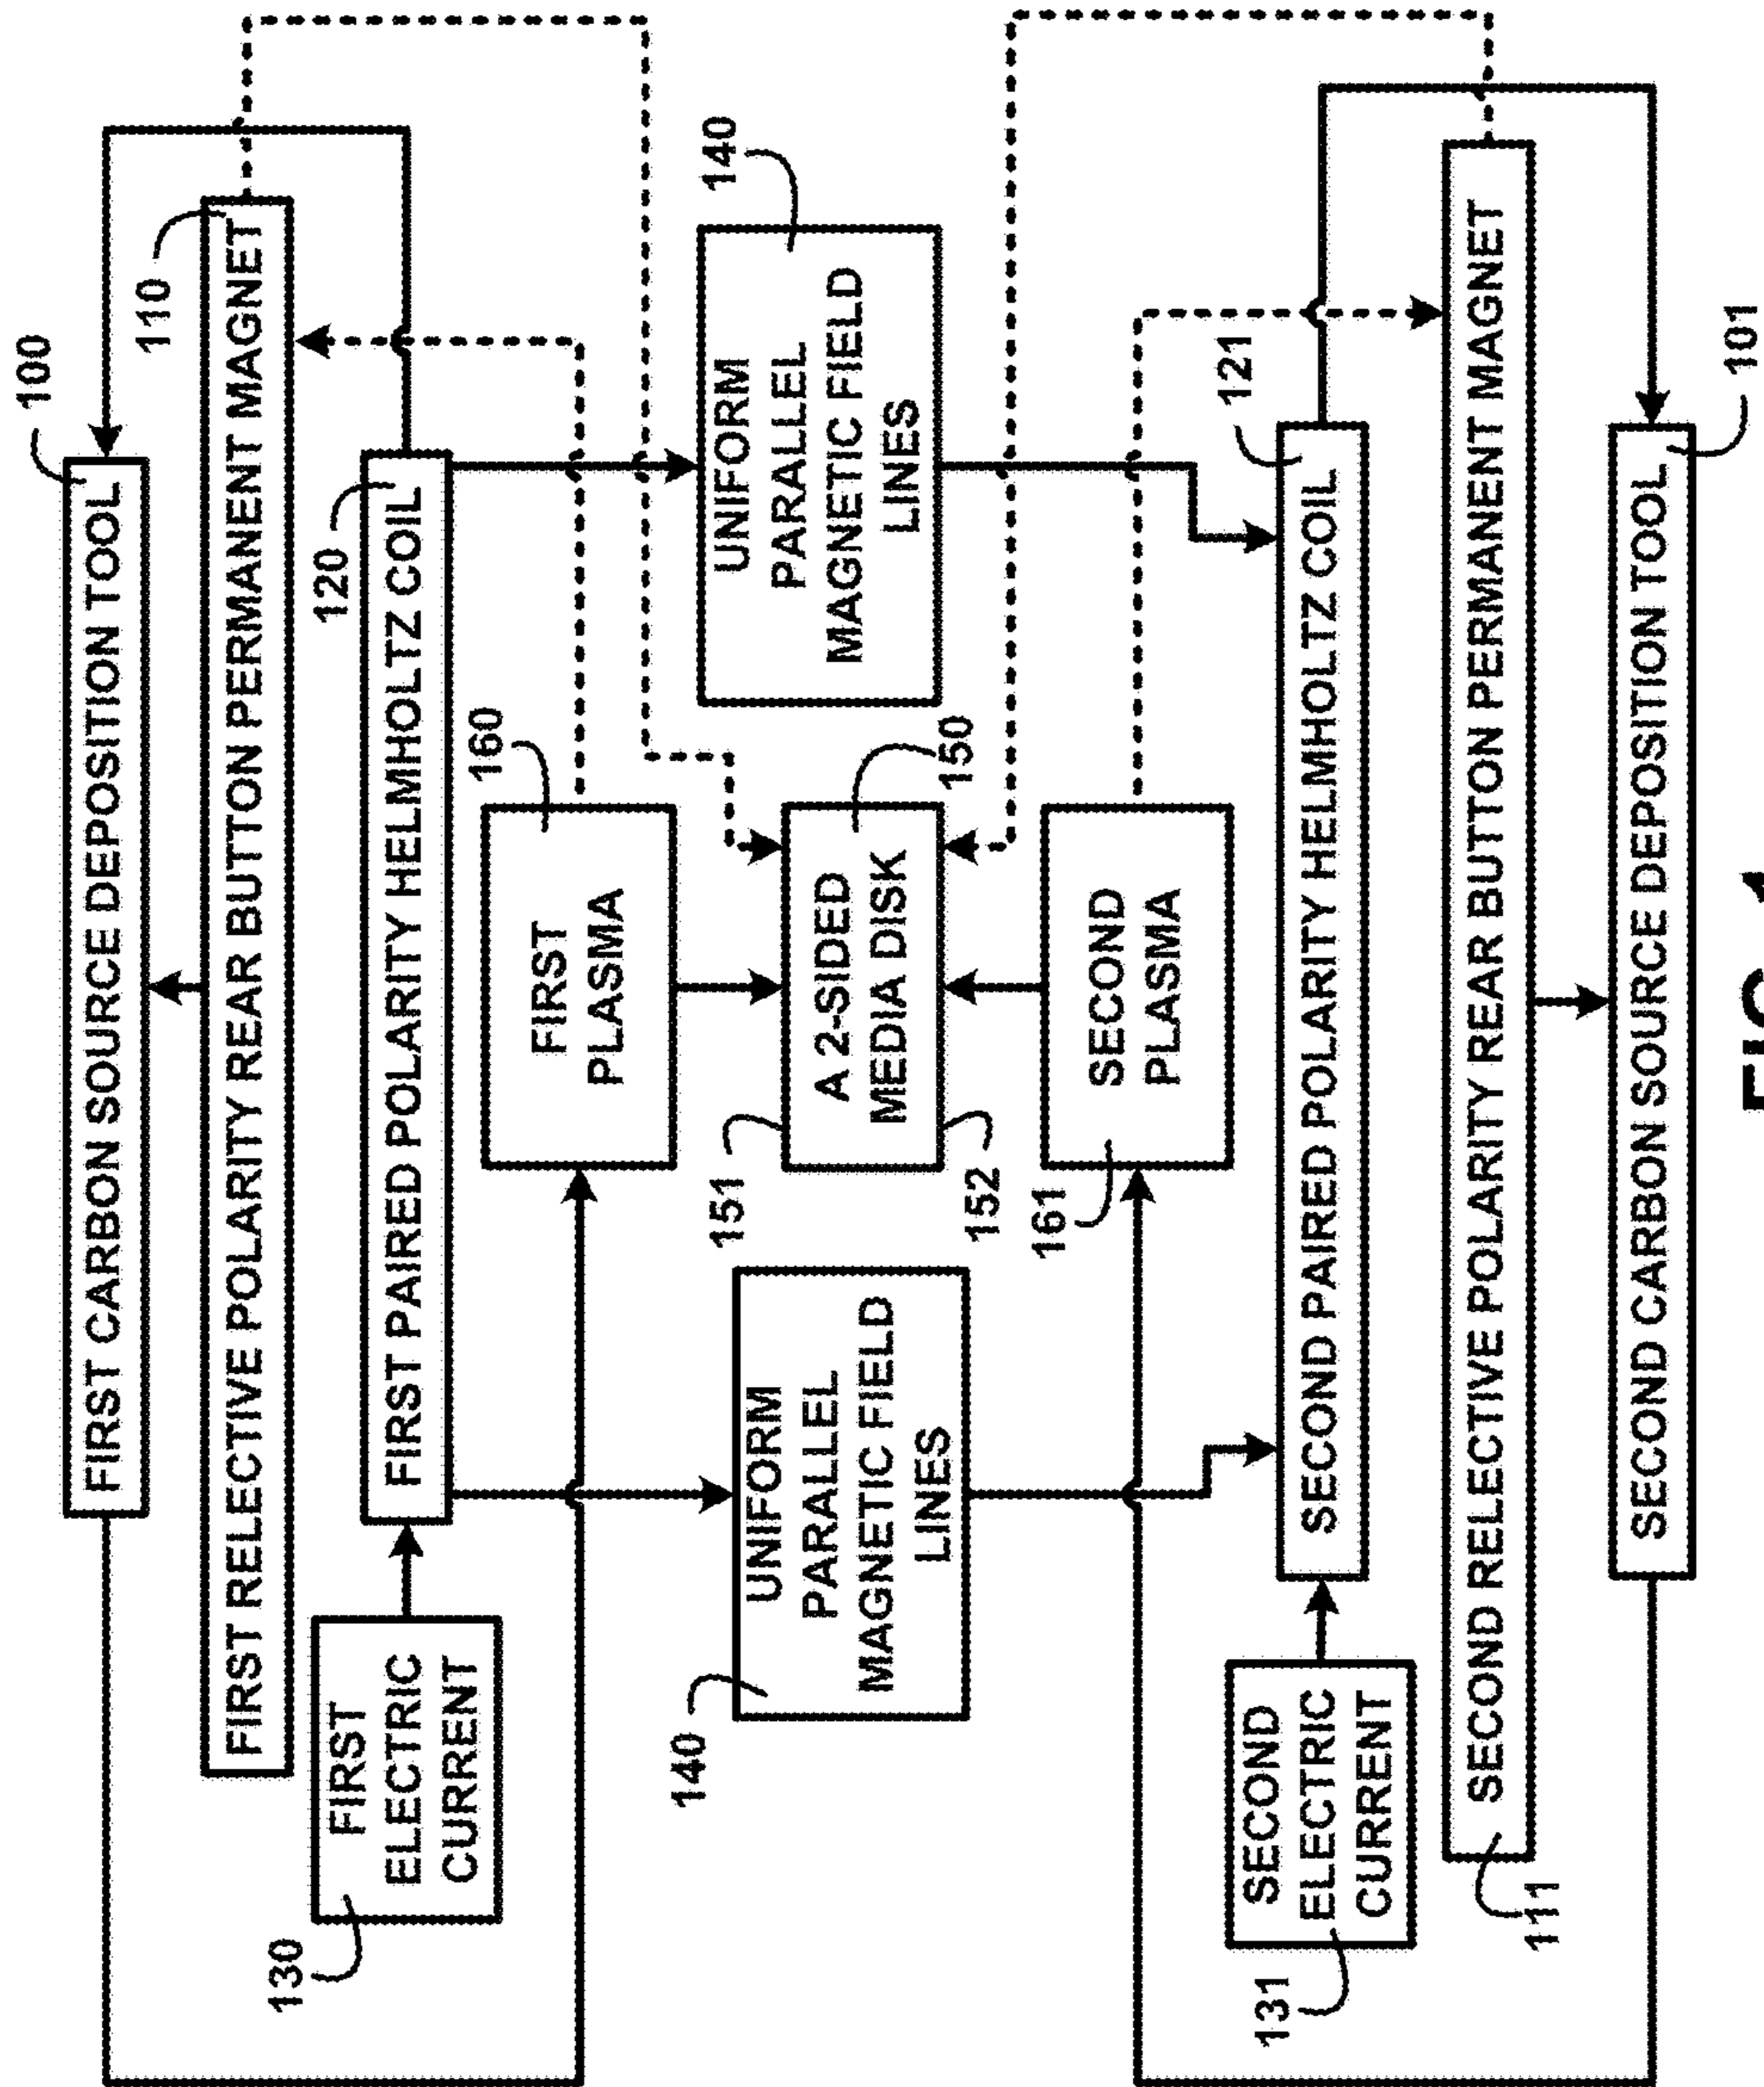 100
FIRST CARBON SOURCE DEPOSITION TOOL
110
FIRST RELECTIVE POLARITY REAR BUTTON PERMANENT MAGNET
120
FIRST PAIRED POLARITY HELMHOLTZ COIL
130
FIRST
ELECTRIC
CURRENT
160
FIRST
PLASMA
140
UNIFORM
PARALLEL
MAGNETIC FIELD
LINES
151
A 2-SIDED
MEDIA DISK
150
152
140
UNIFORM
PARALLEL
MAGNETIC FIELD
LINES
161
SECOND
PLASMA
121
SECOND PAIRED POLARITY HELMHOLTZ COIL
131
SECOND
ELECTRIC
CURRENT
111
SECOND RELECTIVE POLARITY REAR BUTTON PERMANENT MAGNET
SECOND CARBON SOURCE DEPOSITION TOOL
101
FIG. 1